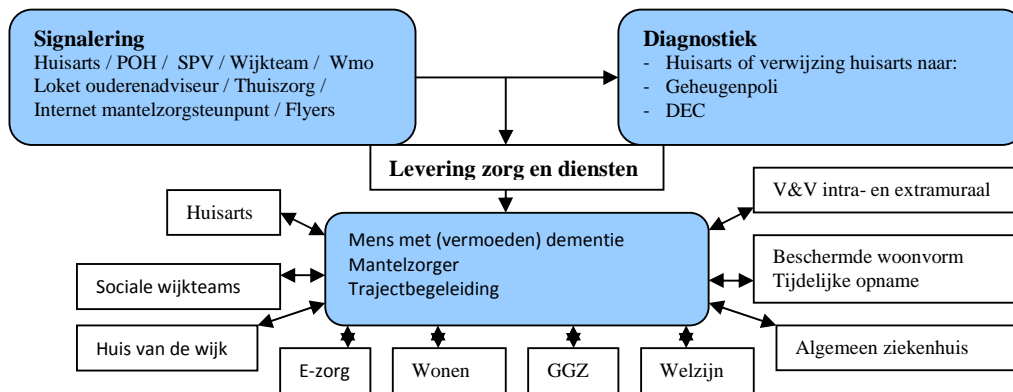 Signalering
Huisarts / POH / SPV / Wijkteam / Wmo
Loket ouderenadviseur / Thuiszorg /
Internet mantelzorgsteunpunt / Flyers
Diagnostiek
- Huisarts of verwijzing huisarts naar:
- Geheugenpoli
- DEC
Levering zorg en diensten
Huisarts
Sociale wijkteams
Huis van de wijk
Mens met (vermoeden) dementie
Mantelzorger
Trajectbegeleiding
V&V intra- en extramuraal
Beschermde woonvorm
Tijdelijke opname
Algemeen ziekenhuis
E-zorg
Wonen
GGZ
Welzijn